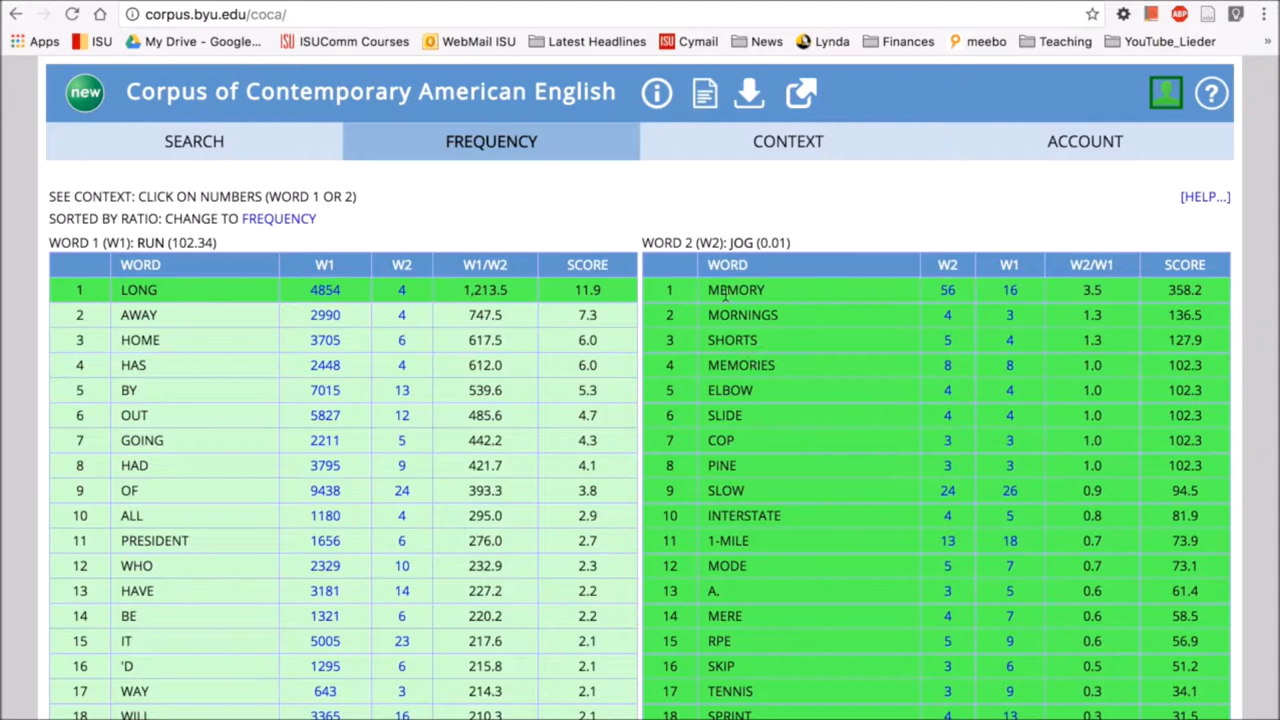 corpus.byu.edu/coca/
Apps ISU My Drive - Google... ISUComm Courses WebMail ISU Latest Headlines Cymail News Lynda Finances meebo Teaching YouTube_Lieder »
new Corpus of Contemporary American English
SEARCH FREQUENCY CONTEXT ACCOUNT
SEE CONTEXT: CLICK ON NUMBERS (WORD 1 OR 2) [HELP...]
SORTED BY RATIO: CHANGE TO FREQUENCY
WORD 1 (W1): RUN (102.34)
WORD W1 W2 W1/W2 SCORE
1 LONG 4854 4 1,213.5 11.9
2 AWAY 2990 4 747.5 7.3
3 HOME 3705 6 617.5 6.0
4 HAS 2448 4 612.0 6.0
5 BY 7015 13 539.6 5.3
6 OUT 5827 12 485.6 4.7
7 GOING 2211 5 442.2 4.3
8 HAD 3795 9 421.7 4.1
9 OF 9438 24 393.3 3.8
10 ALL 1180 4 295.0 2.9
11 PRESIDENT 1656 6 276.0 2.7
12 WHO 2329 10 232.9 2.3
13 HAVE 3181 14 227.2 2.2
14 BE 1321 6 220.2 2.2
15 IT 5005 23 217.6 2.1
16 'D 1295 6 215.8 2.1
17 WAY 643 3 214.3 2.1
18 WILL 3365 16 210.3 2.1
WORD 2 (W2): JOG (0.01)
WORD W2 W1 W2/W1 SCORE
1 MEMORY 56 16 3.5 358.2
2 MORNINGS 4 3 1.3 136.5
3 SHORTS 5 4 1.3 127.9
4 MEMORIES 8 8 1.0 102.3
5 ELBOW 4 4 1.0 102.3
6 SLIDE 4 4 1.0 102.3
7 COP 3 3 1.0 102.3
8 PINE 3 3 1.0 102.3
9 SLOW 24 26 0.9 94.5
10 INTERSTATE 4 5 0.8 81.9
11 1-MILE 13 18 0.7 73.9
12 MODE 5 7 0.7 73.1
13 A. 3 5 0.6 61.4
14 MERE 4 7 0.6 58.5
15 RPE 5 9 0.6 56.9
16 SKIP 3 6 0.5 51.2
17 TENNIS 3 9 0.3 34.1
18 SPRINT 4 13 0.3 31.5